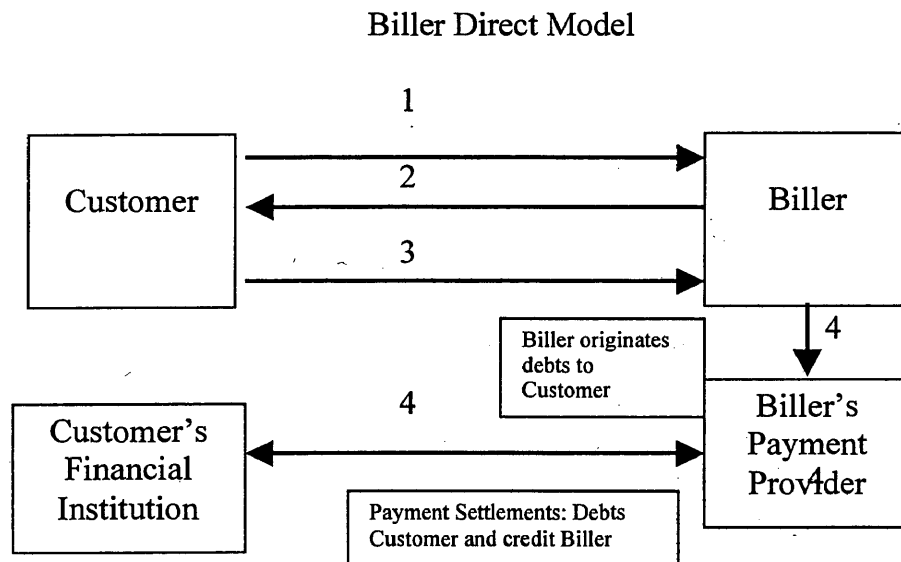 Biller Direct Model
1
Customer
2
Biller
3
4
Biller originates
debts to
Customer
4
Customer's
Financial
Institution
Biller's
Payment
Provider
4
Payment Settlements: Debts
Customer and credit Biller